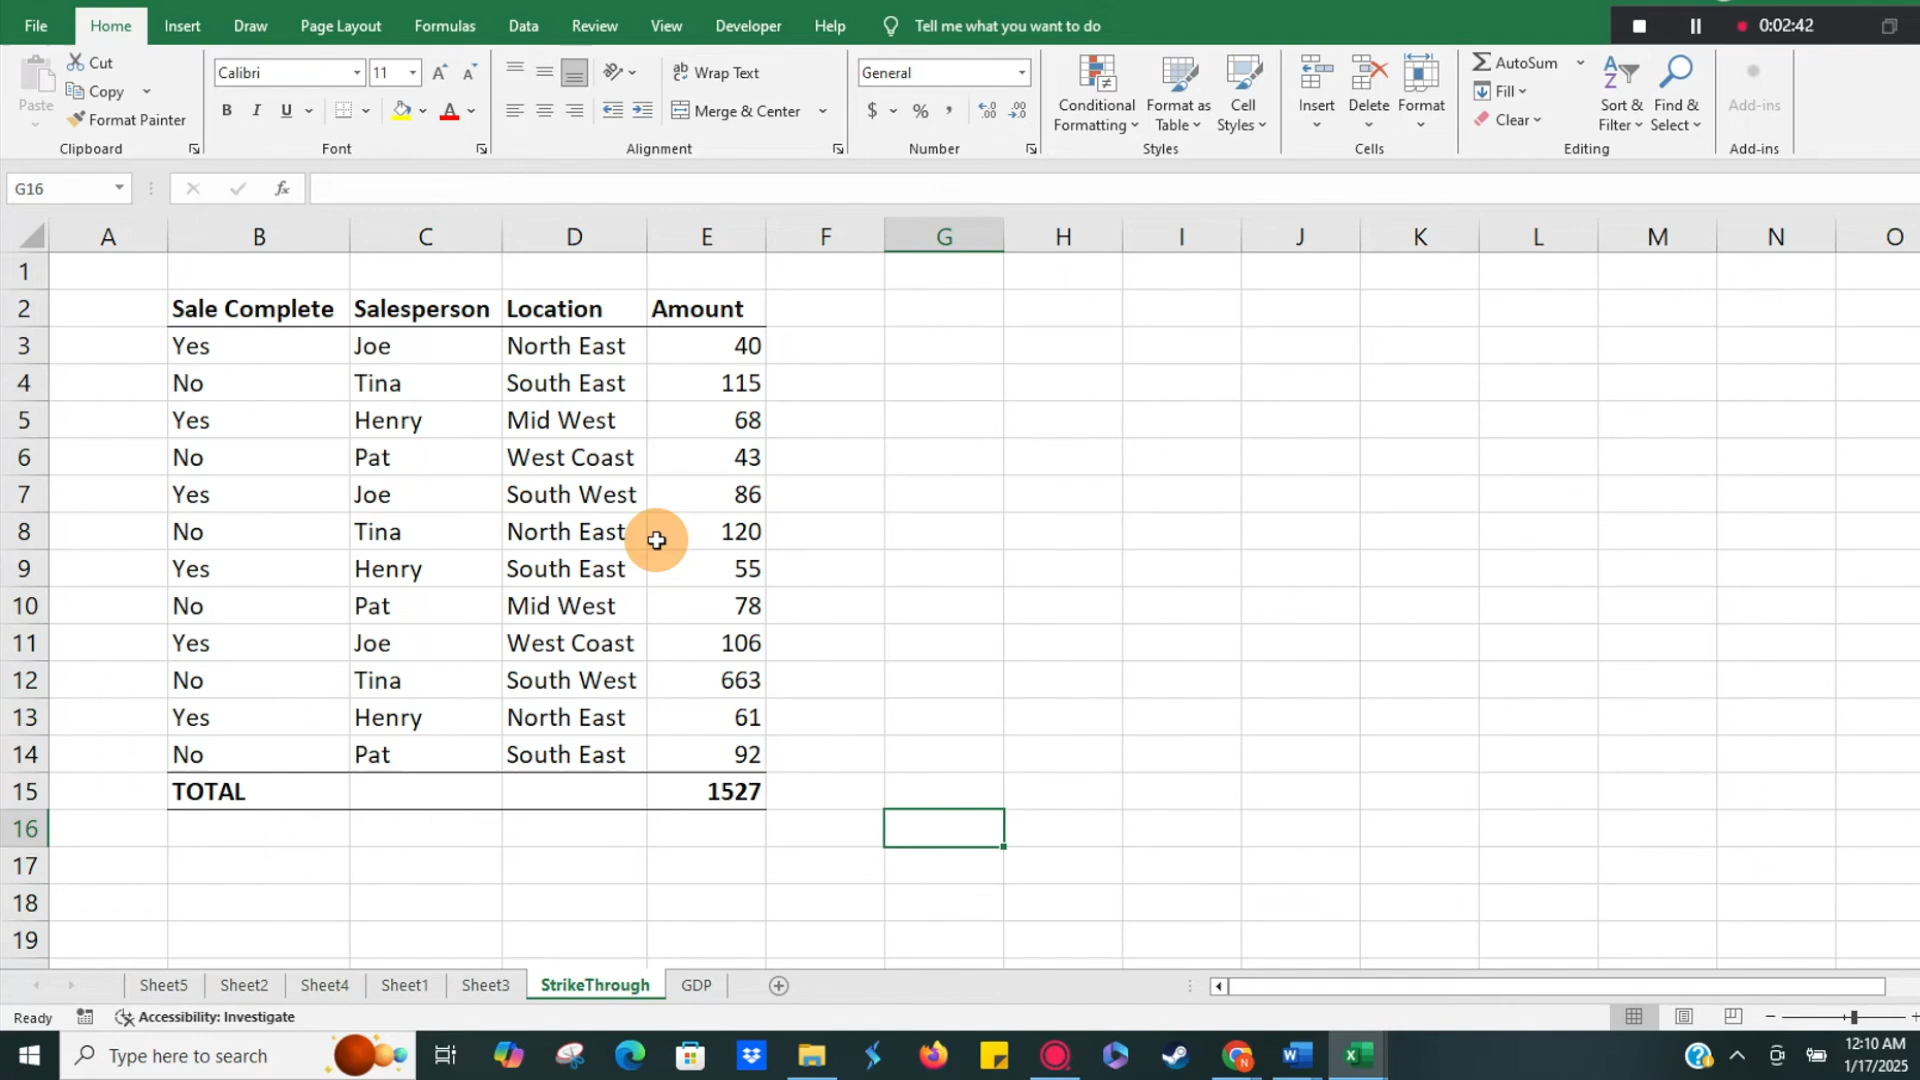 File Home Insert Draw Page Layout Formulas Data Review View Developer Help Tell me what you want to do 0:02:42
Paste Cut Copy Format Painter Clipboard
Calibri 11 B I U A Font
ab Wrap Text Merge & Center Alignment
General $ % , Number
Conditional Formatting Format as Table Cell Styles Styles
Insert Delete Format Cells
AutoSum Fill Clear Sort & Filter Find & Select Editing
Add-ins Add-ins
G16 fx
A B C D E F G H I J K L M N O
1
2 Sale Complete Salesperson Location Amount
3 Yes Joe North East 40
4 No Tina South East 115
5 Yes Henry Mid West 68
6 No Pat West Coast 43
7 Yes Joe South West 86
8 No Tina North East 120
9 Yes Henry South East 55
10 No Pat Mid West 78
11 Yes Joe West Coast 106
12 No Tina South West 663
13 Yes Henry North East 61
14 No Pat South East 92
15 TOTAL 1527
16
17
18
19
Sheet5 Sheet2 Sheet4 Sheet1 Sheet3 StrikeThrough GDP
Ready Accessibility: Investigate
Type here to search 12:10 AM
1/17/2025